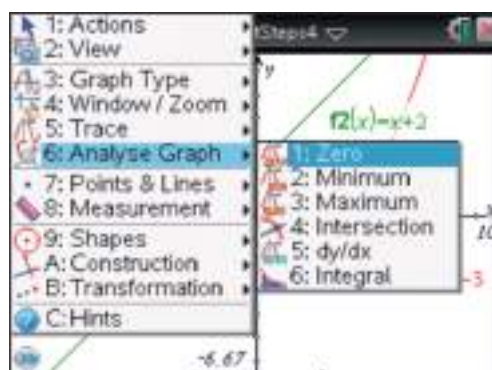 1: Actions
2: View
3: Graph Type
4: Window / Zoom
5: Trace
6: Analyse Graph
7: Points & Lines
8: Measurement
9: Shapes
A: Construction
B: Transformation
C: Hints
tSteps4
y
f2(x)=x+2
1: Zero
2: Minimum
3: Maximum
4: Intersection
5: dy/dx
6: Integral
x
10
-6.67